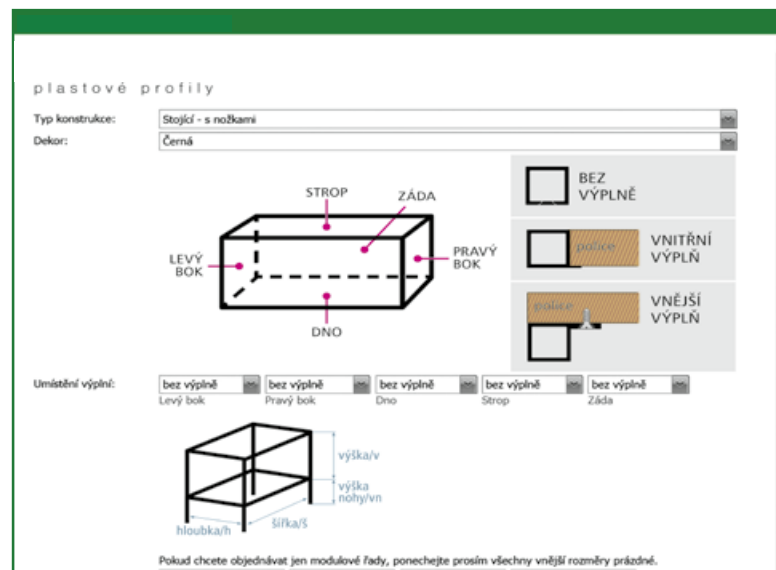 plastové profily
Typ konstrukce:
Stojící - s nožkami
Dekor:
Černá
STROP
ZÁDA
LEVÝ
BOK
PRAVÝ
BOK
DNO
BEZ
VÝPLNĚ
police
VNITŘNÍ
VÝPLŇ
police
VNĚJŠÍ
VÝPLŇ
Umístění výplní:
bez výplně bez výplně bez výplně bez výplně bez výplně
Levý bok Pravý bok Dno Strop Záda
výška/v
výška
nohy/vn
hloubka/h
šířka/š
Pokud chcete objednávat jen modulové řady, ponechejte prosím všechny vnější rozměry prázdné.